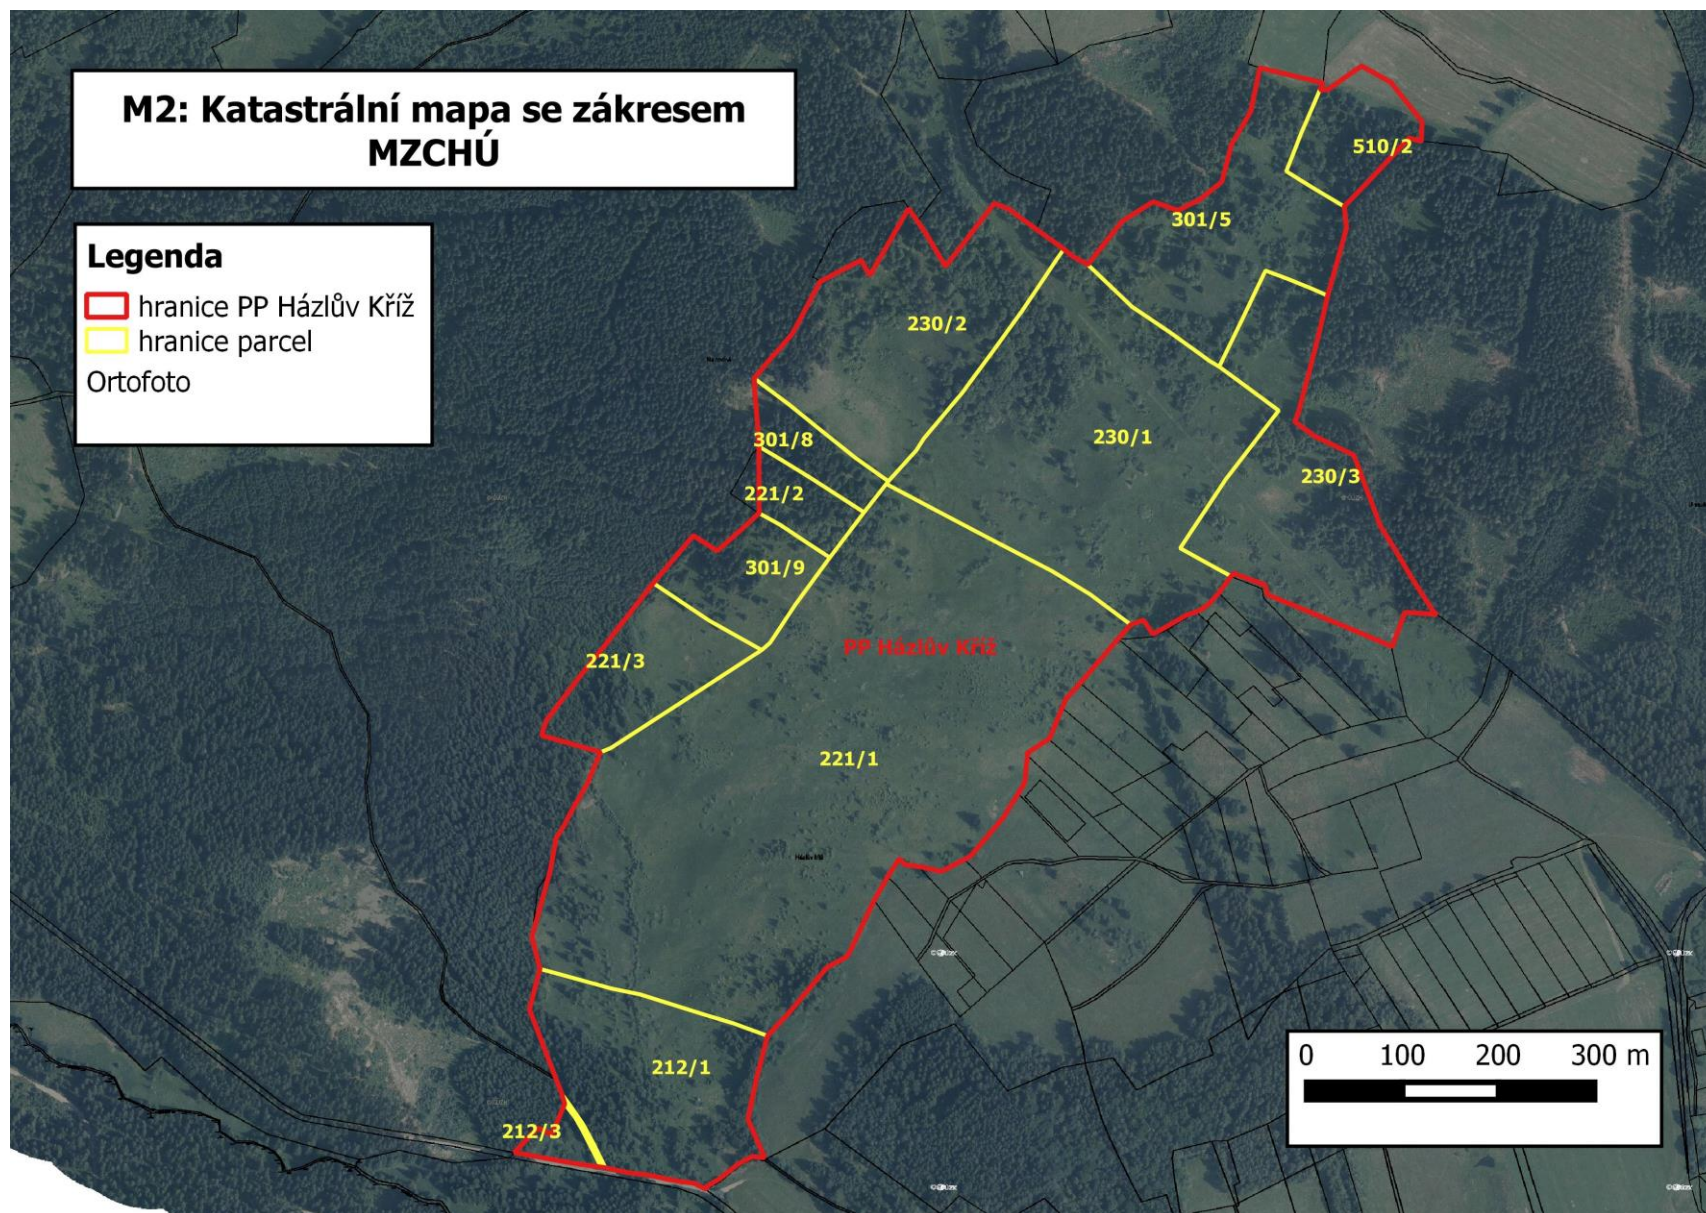 M2: Katastrální mapa se zákresem
MZCHÚ
Legenda
hranice PP Házlův Kříž
hranice parcel
Ortofoto
510/2
301/5
230/2
230/1
301/8
230/3
221/2
301/9
PP Házlův Kříž
221/3
221/1
212/1
212/3
0 100 200 300 m